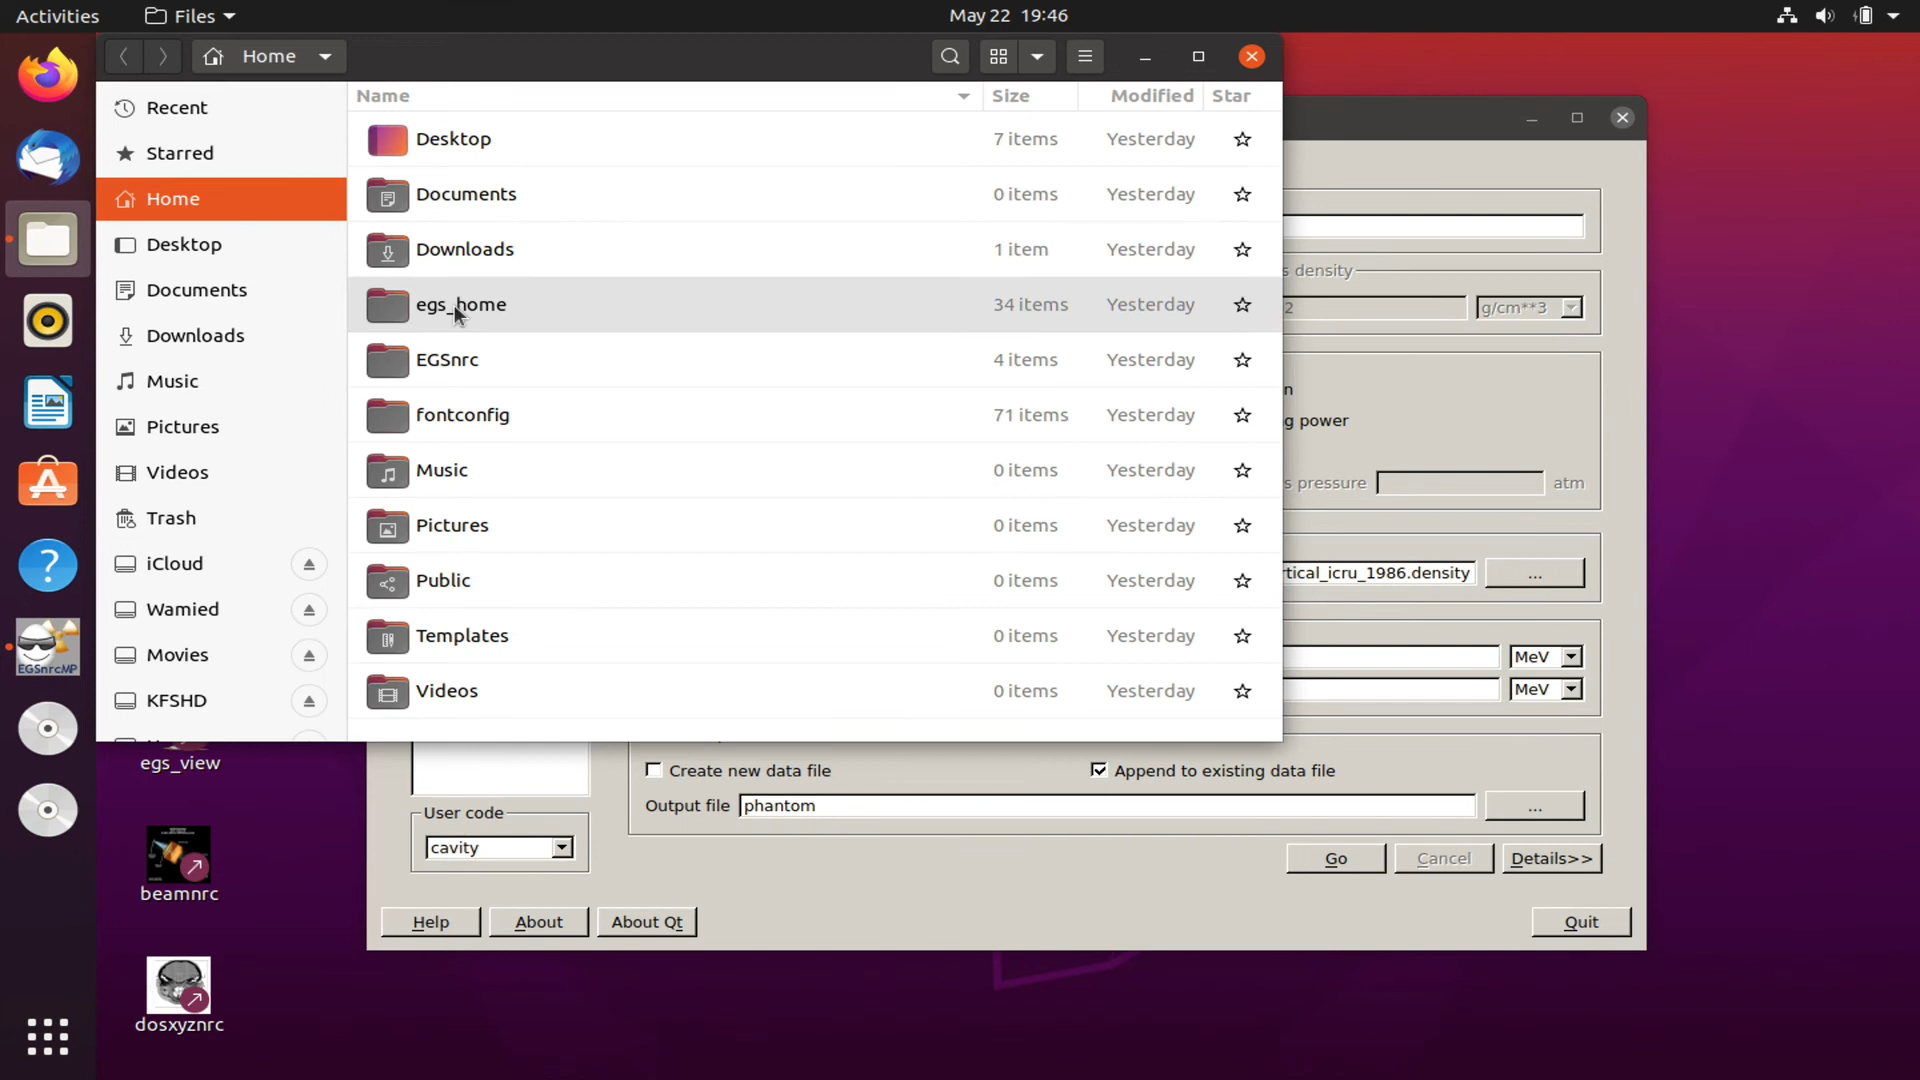 Activities
Files
May 22 19:46
Home
Name
Size
Modified
Star
Recent
Starred
Home
Desktop
Documents
Downloads
Music
Pictures
Videos
Trash
iCloud
Wamied
Movies
KFSHD
Desktop 7 items Yesterday
Documents 0 items Yesterday
Downloads 1 item Yesterday
egs_home 34 items Yesterday
EGSnrc 4 items Yesterday
fontconfig 71 items Yesterday
Music 0 items Yesterday
Pictures 0 items Yesterday
Public 0 items Yesterday
Templates 0 items Yesterday
Videos 0 items Yesterday
s density
2 g/cm**3
n
g power
s pressure atm
rtical_icru_1986.density ...
MeV
MeV
Create new data file
Append to existing data file
Output file phantom ...
User code
cavity
Go
Cancel
Details>>
Help
About
About Qt
Quit
EGSnrcMP
egs_view
beamnrc
dosxyznrc